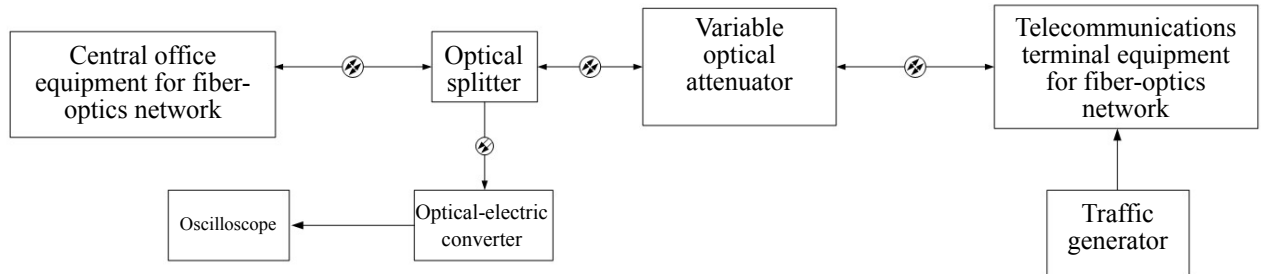 Central office
equipment for fiber-
optics network
Optical
splitter
Variable
optical
attenuator
Telecommunications
terminal equipment
for fiber-optics
network
Oscilloscope
Optical-electric
converter
Traffic
generator